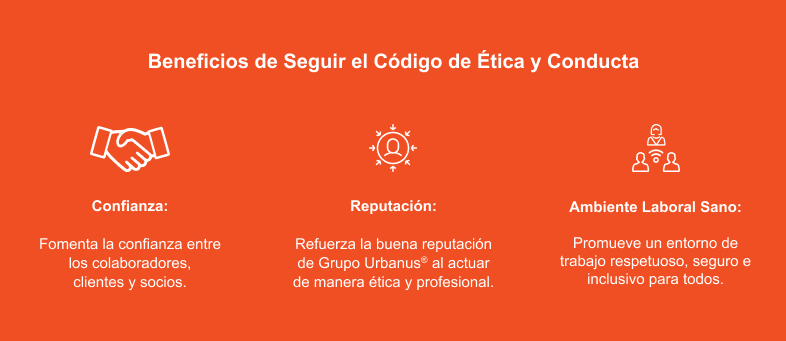 Beneficios de Seguir el Código de Ética y Conducta
Confianza:
Fomenta la confianza entre
los colaboradores,
clientes y socios.
Reputación:
Refuerza la buena reputación
de Grupo Urbanus® al actuar
de manera ética y profesional.
Ambiente Laboral Sano:
Promueve un entorno de
trabajo respetuoso, seguro e
inclusivo para todos.